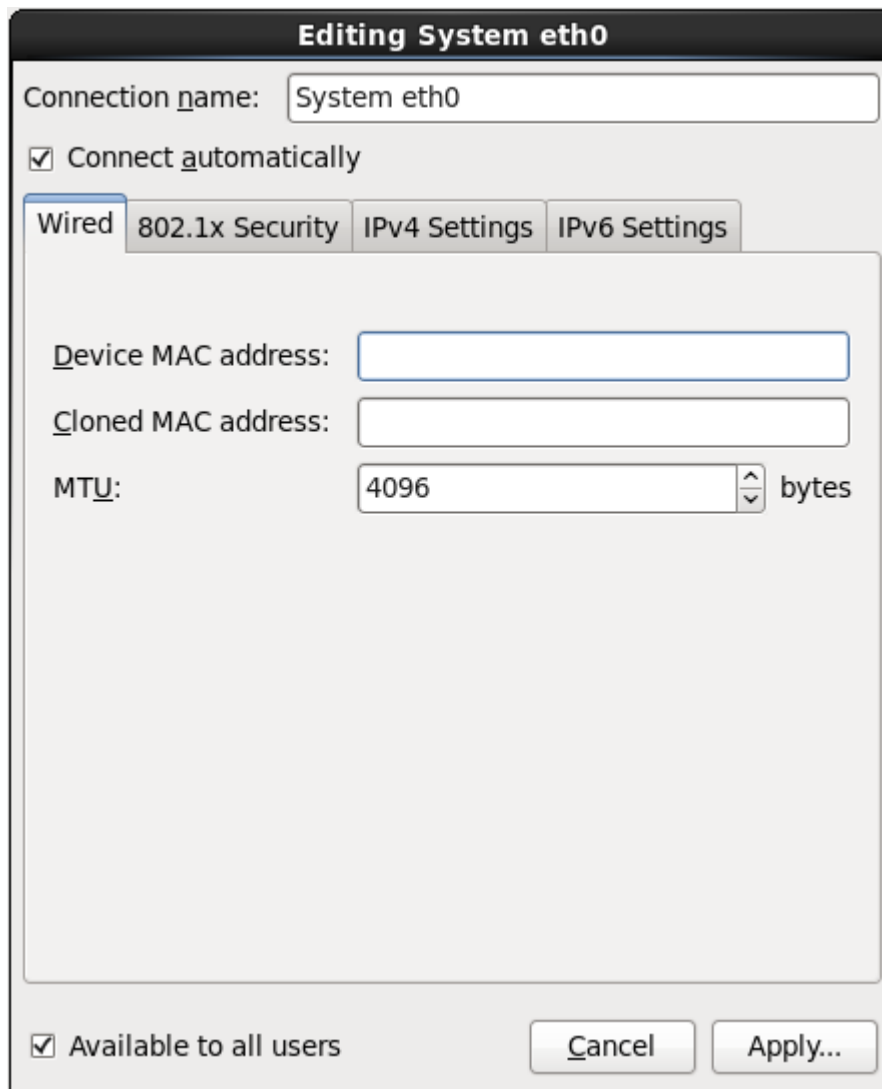 Editing System eth0
Connection name: System eth0
Connect automatically
Wired 802.1x Security IPv4 Settings IPv6 Settings
Device MAC address:
Cloned MAC address:
MTU: 4096 bytes
Available to all users Cancel Apply...